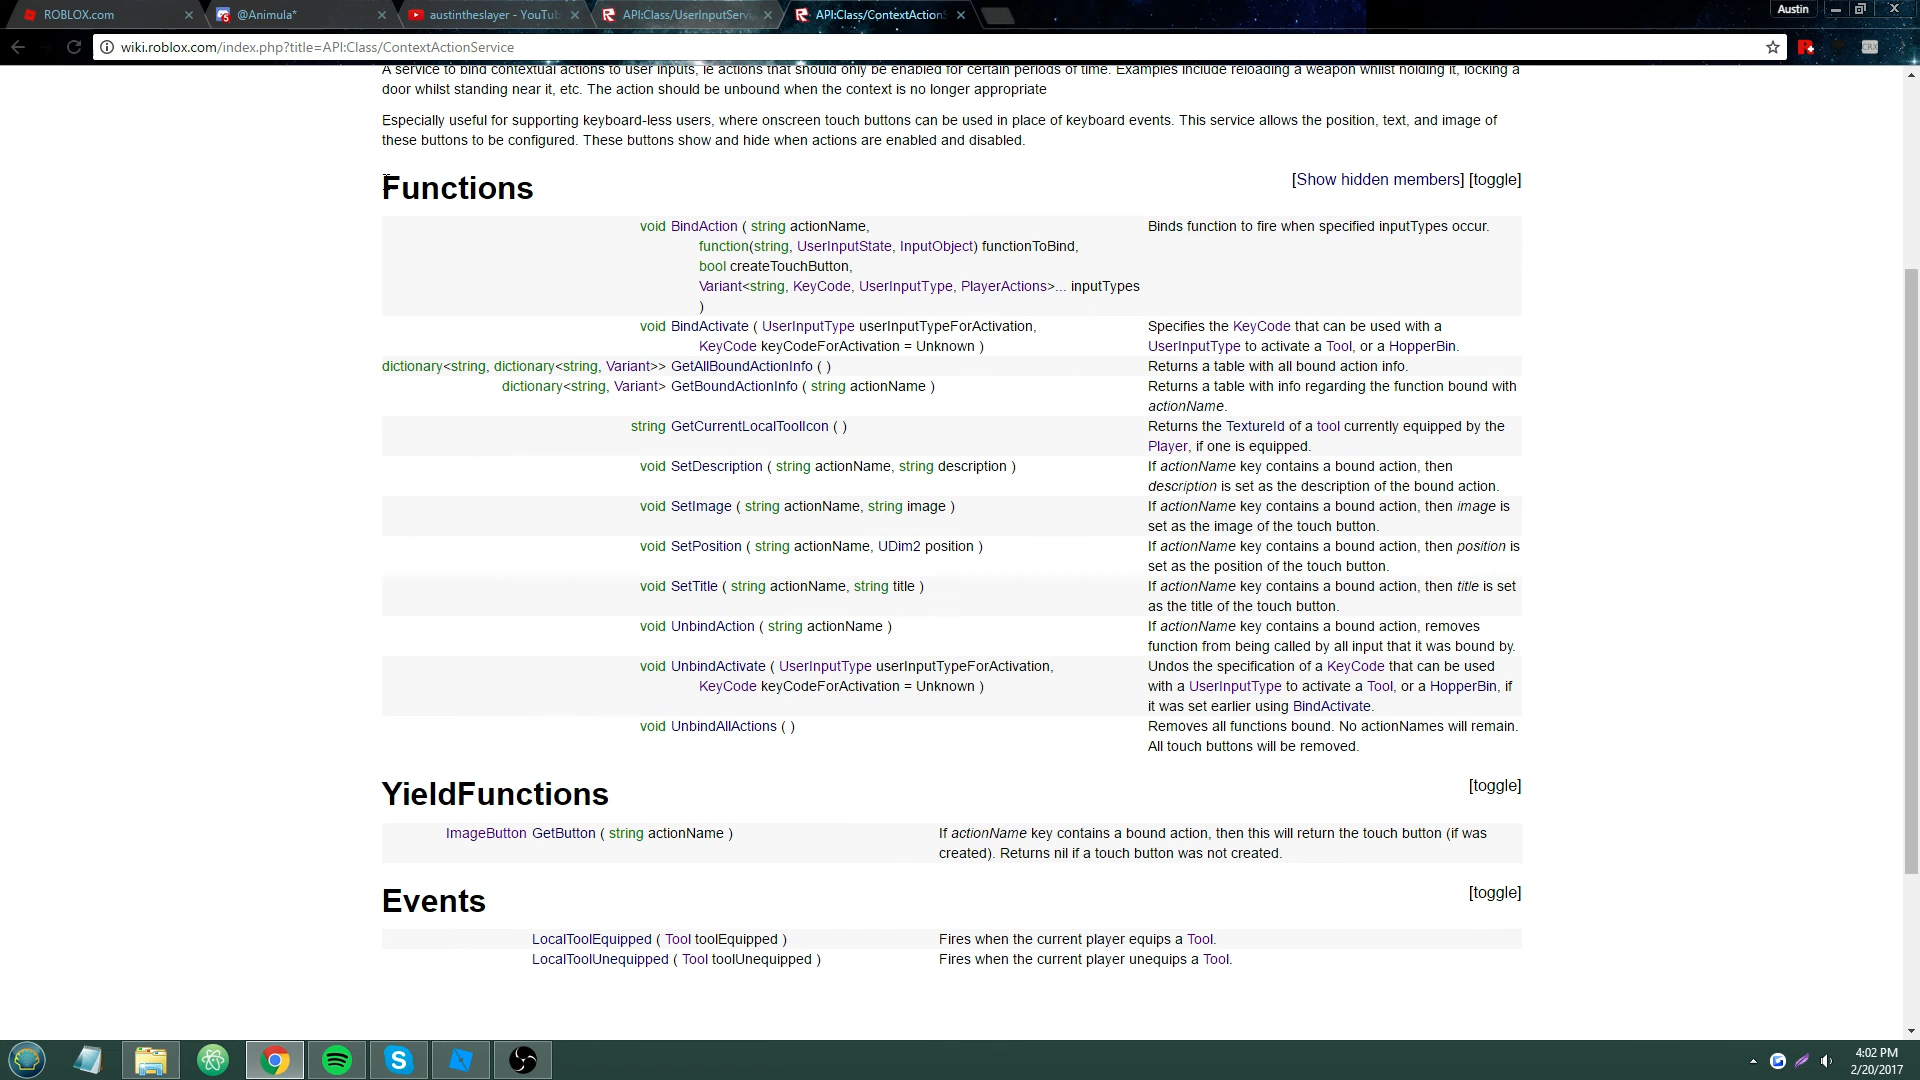 ROBLOX.com
@Animula*
austintheslayer - YouTub
API:Class/UserInputServi
API:Class/ContextActionS
Austin
wiki.roblox.com/index.php?title=API:Class/ContextActionService
CRX
A service to bind contextual actions to user inputs, ie actions that should only be enabled for certain periods of time. Examples include reloading a weapon whilst holding it, locking a
door whilst standing near it, etc. The action should be unbound when the context is no longer appropriate
Especially useful for supporting keyboard-less users, where onscreen touch buttons can be used in place of keyboard events. This service allows the position, text, and image of
these buttons to be configured. These buttons show and hide when actions are enabled and disabled.
Functions
[Show hidden members] [toggle]
void BindAction ( string actionName,
function(string, UserInputState, InputObject) functionToBind,
bool createTouchButton,
Variant<string, KeyCode, UserInputType, PlayerActions>... inputTypes
)
Binds function to fire when specified inputTypes occur.
void BindActivate ( UserInputType userInputTypeForActivation,
KeyCode keyCodeForActivation = Unknown )
Specifies the KeyCode that can be used with a
UserInputType to activate a Tool, or a HopperBin.
dictionary<string, dictionary<string, Variant>> GetAllBoundActionInfo ( )
Returns a table with all bound action info.
dictionary<string, Variant> GetBoundActionInfo ( string actionName )
Returns a table with info regarding the function bound with
actionName.
string GetCurrentLocalToolIcon ( )
Returns the TextureId of a tool currently equipped by the
Player, if one is equipped.
void SetDescription ( string actionName, string description )
If actionName key contains a bound action, then
description is set as the description of the bound action.
void SetImage ( string actionName, string image )
If actionName key contains a bound action, then image is
set as the image of the touch button.
void SetPosition ( string actionName, UDim2 position )
If actionName key contains a bound action, then position is
set as the position of the touch button.
void SetTitle ( string actionName, string title )
If actionName key contains a bound action, then title is set
as the title of the touch button.
void UnbindAction ( string actionName )
If actionName key contains a bound action, removes
function from being called by all input that it was bound by.
void UnbindActivate ( UserInputType userInputTypeForActivation,
KeyCode keyCodeForActivation = Unknown )
Undos the specification of a KeyCode that can be used
with a UserInputType to activate a Tool, or a HopperBin, if
it was set earlier using BindActivate.
void UnbindAllActions ( )
Removes all functions bound. No actionNames will remain.
All touch buttons will be removed.
YieldFunctions
[toggle]
ImageButton GetButton ( string actionName )
If actionName key contains a bound action, then this will return the touch button (if was
created). Returns nil if a touch button was not created.
Events
[toggle]
LocalToolEquipped ( Tool toolEquipped )
Fires when the current player equips a Tool.
LocalToolUnequipped ( Tool toolUnequipped )
Fires when the current player unequips a Tool.
4:02 PM
2/20/2017